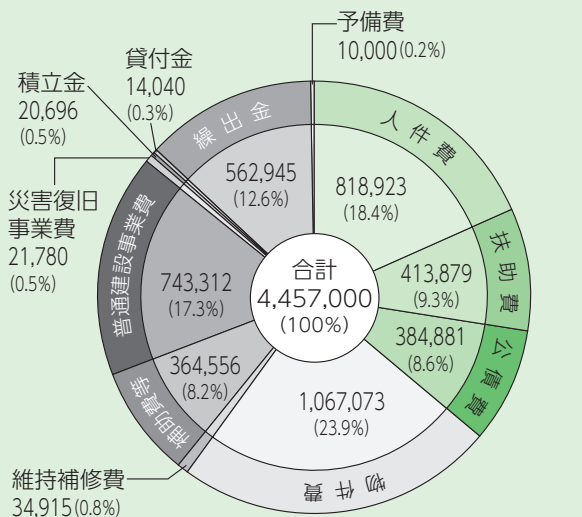 予備費
10,000(0.2%)
貸付金
14,040
(0.3%)
積立金
20,696
(0.5%)
災害復旧
事業費
21,780
(0.5%)
繰出金
562,945
(12.6%)
人件費
818,923
(18.4%)
扶助費
413,879
(9.3%)
公債費
384,881
(8.6%)
合計
4,457,000
(100%)
普通建設事業費
743,312
(17.3%)
補助費等
364,556
(8.2%)
物件費
1,067,073
(23.9%)
維持補修費
34,915(0.8%)